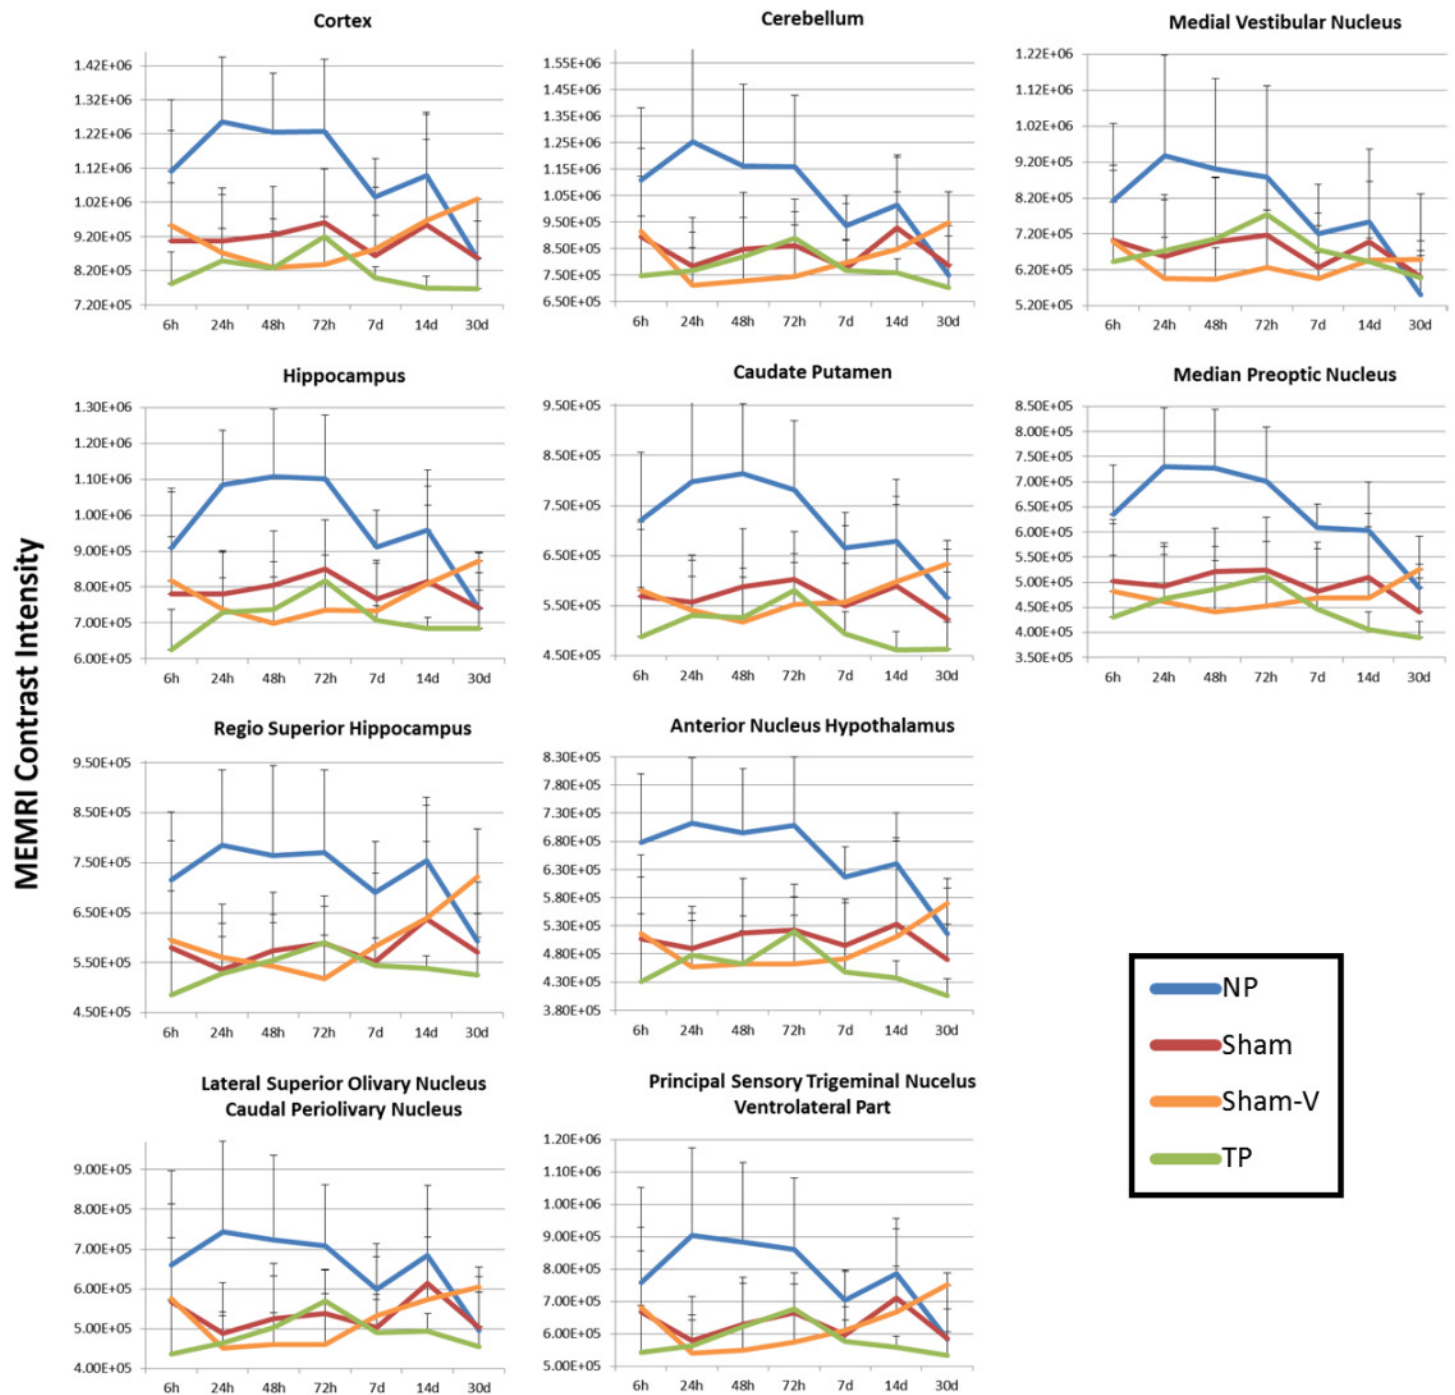 MEMRI Contrast Intensity
Cortex
1.42E+06
1.32E+06
1.22E+06
1.12E+06
1.02E+06
9.20E+05
8.20E+05
7.20E+05
6h 24h 48h 72h 7d 14d 30d
Cerebellum
1.55E+06
1.45E+06
1.35E+06
1.25E+06
1.15E+06
1.05E+06
9.50E+05
8.50E+05
7.50E+05
6.50E+05
6h 24h 48h 72h 7d 14d 30d
Medial Vestibular Nucleus
1.22E+06
1.12E+06
1.02E+06
9.20E+05
8.20E+05
7.20E+05
6.20E+05
5.20E+05
6h 24h 48h 72h 7d 14d 30d
Hippocampus
1.30E+06
1.20E+06
1.10E+06
1.00E+06
9.00E+05
8.00E+05
7.00E+05
6.00E+05
6h 24h 48h 72h 7d 14d 30d
Caudate Putamen
9.50E+05
8.50E+05
7.50E+05
6.50E+05
5.50E+05
4.50E+05
6h 24h 48h 72h 7d 14d 30d
Median Preoptic Nucleus
8.50E+05
8.00E+05
7.50E+05
7.00E+05
6.50E+05
6.00E+05
5.50E+05
5.00E+05
4.50E+05
4.00E+05
3.50E+05
6h 24h 48h 72h 7d 14d 30d
Regio Superior Hippocampus
9.50E+05
8.50E+05
7.50E+05
6.50E+05
5.50E+05
4.50E+05
6h 24h 48h 72h 7d 14d 30d
Anterior Nucleus Hypothalamus
8.30E+05
7.80E+05
7.30E+05
6.80E+05
6.30E+05
5.80E+05
5.30E+05
4.80E+05
4.30E+05
3.80E+05
6h 24h 48h 72h 7d 14d 30d
Lateral Superior Olivary Nucleus
Caudal Periolivary Nucleus
9.00E+05
8.00E+05
7.00E+05
6.00E+05
5.00E+05
4.00E+05
6h 24h 48h 72h 7d 14d 30d
Principal Sensory Trigeminal Nucelus
Ventrolateral Part
1.20E+06
1.10E+06
1.00E+06
9.00E+05
8.00E+05
7.00E+05
6.00E+05
5.00E+05
6h 24h 48h 72h 7d 14d 30d
NP
Sham
Sham-V
TP